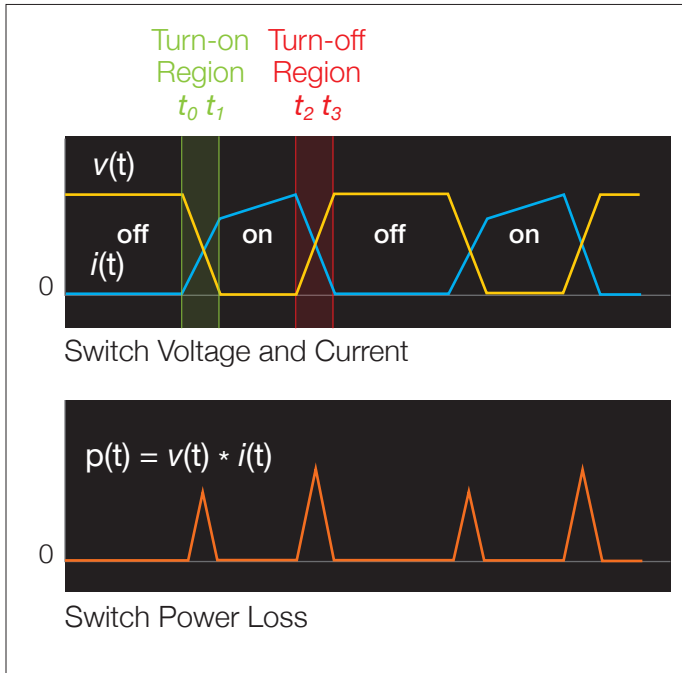 Turn-on Turn-off
Region Region
t0 t1 t2 t3
v(t)
off on off on
i(t)
0
Switch Voltage and Current
p(t) = v(t) * i(t)
0
Switch Power Loss